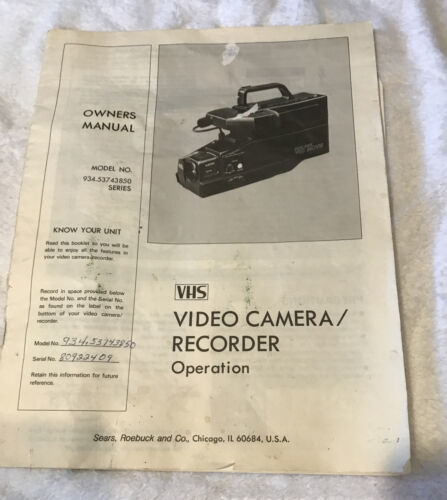 OWNERS
MANUAL
MODEL NO.
934.53743850
SERIES
KNOW YOUR UNIT
Read this booklet so you will be
able to enjoy all the features in
your video camera/recorder.
Record in space provided below
the Model No. and the Serial No.
as found on the label on the
bottom of your video camera/
recorder.
Model No. 934.53743850
Serial No. 80922409
Retain this information for future
reference.
VHS
VIDEO CAMERA/
RECORDER
Operation
Sears, Roebuck and Co., Chicago, IL 60684, U.S.A.